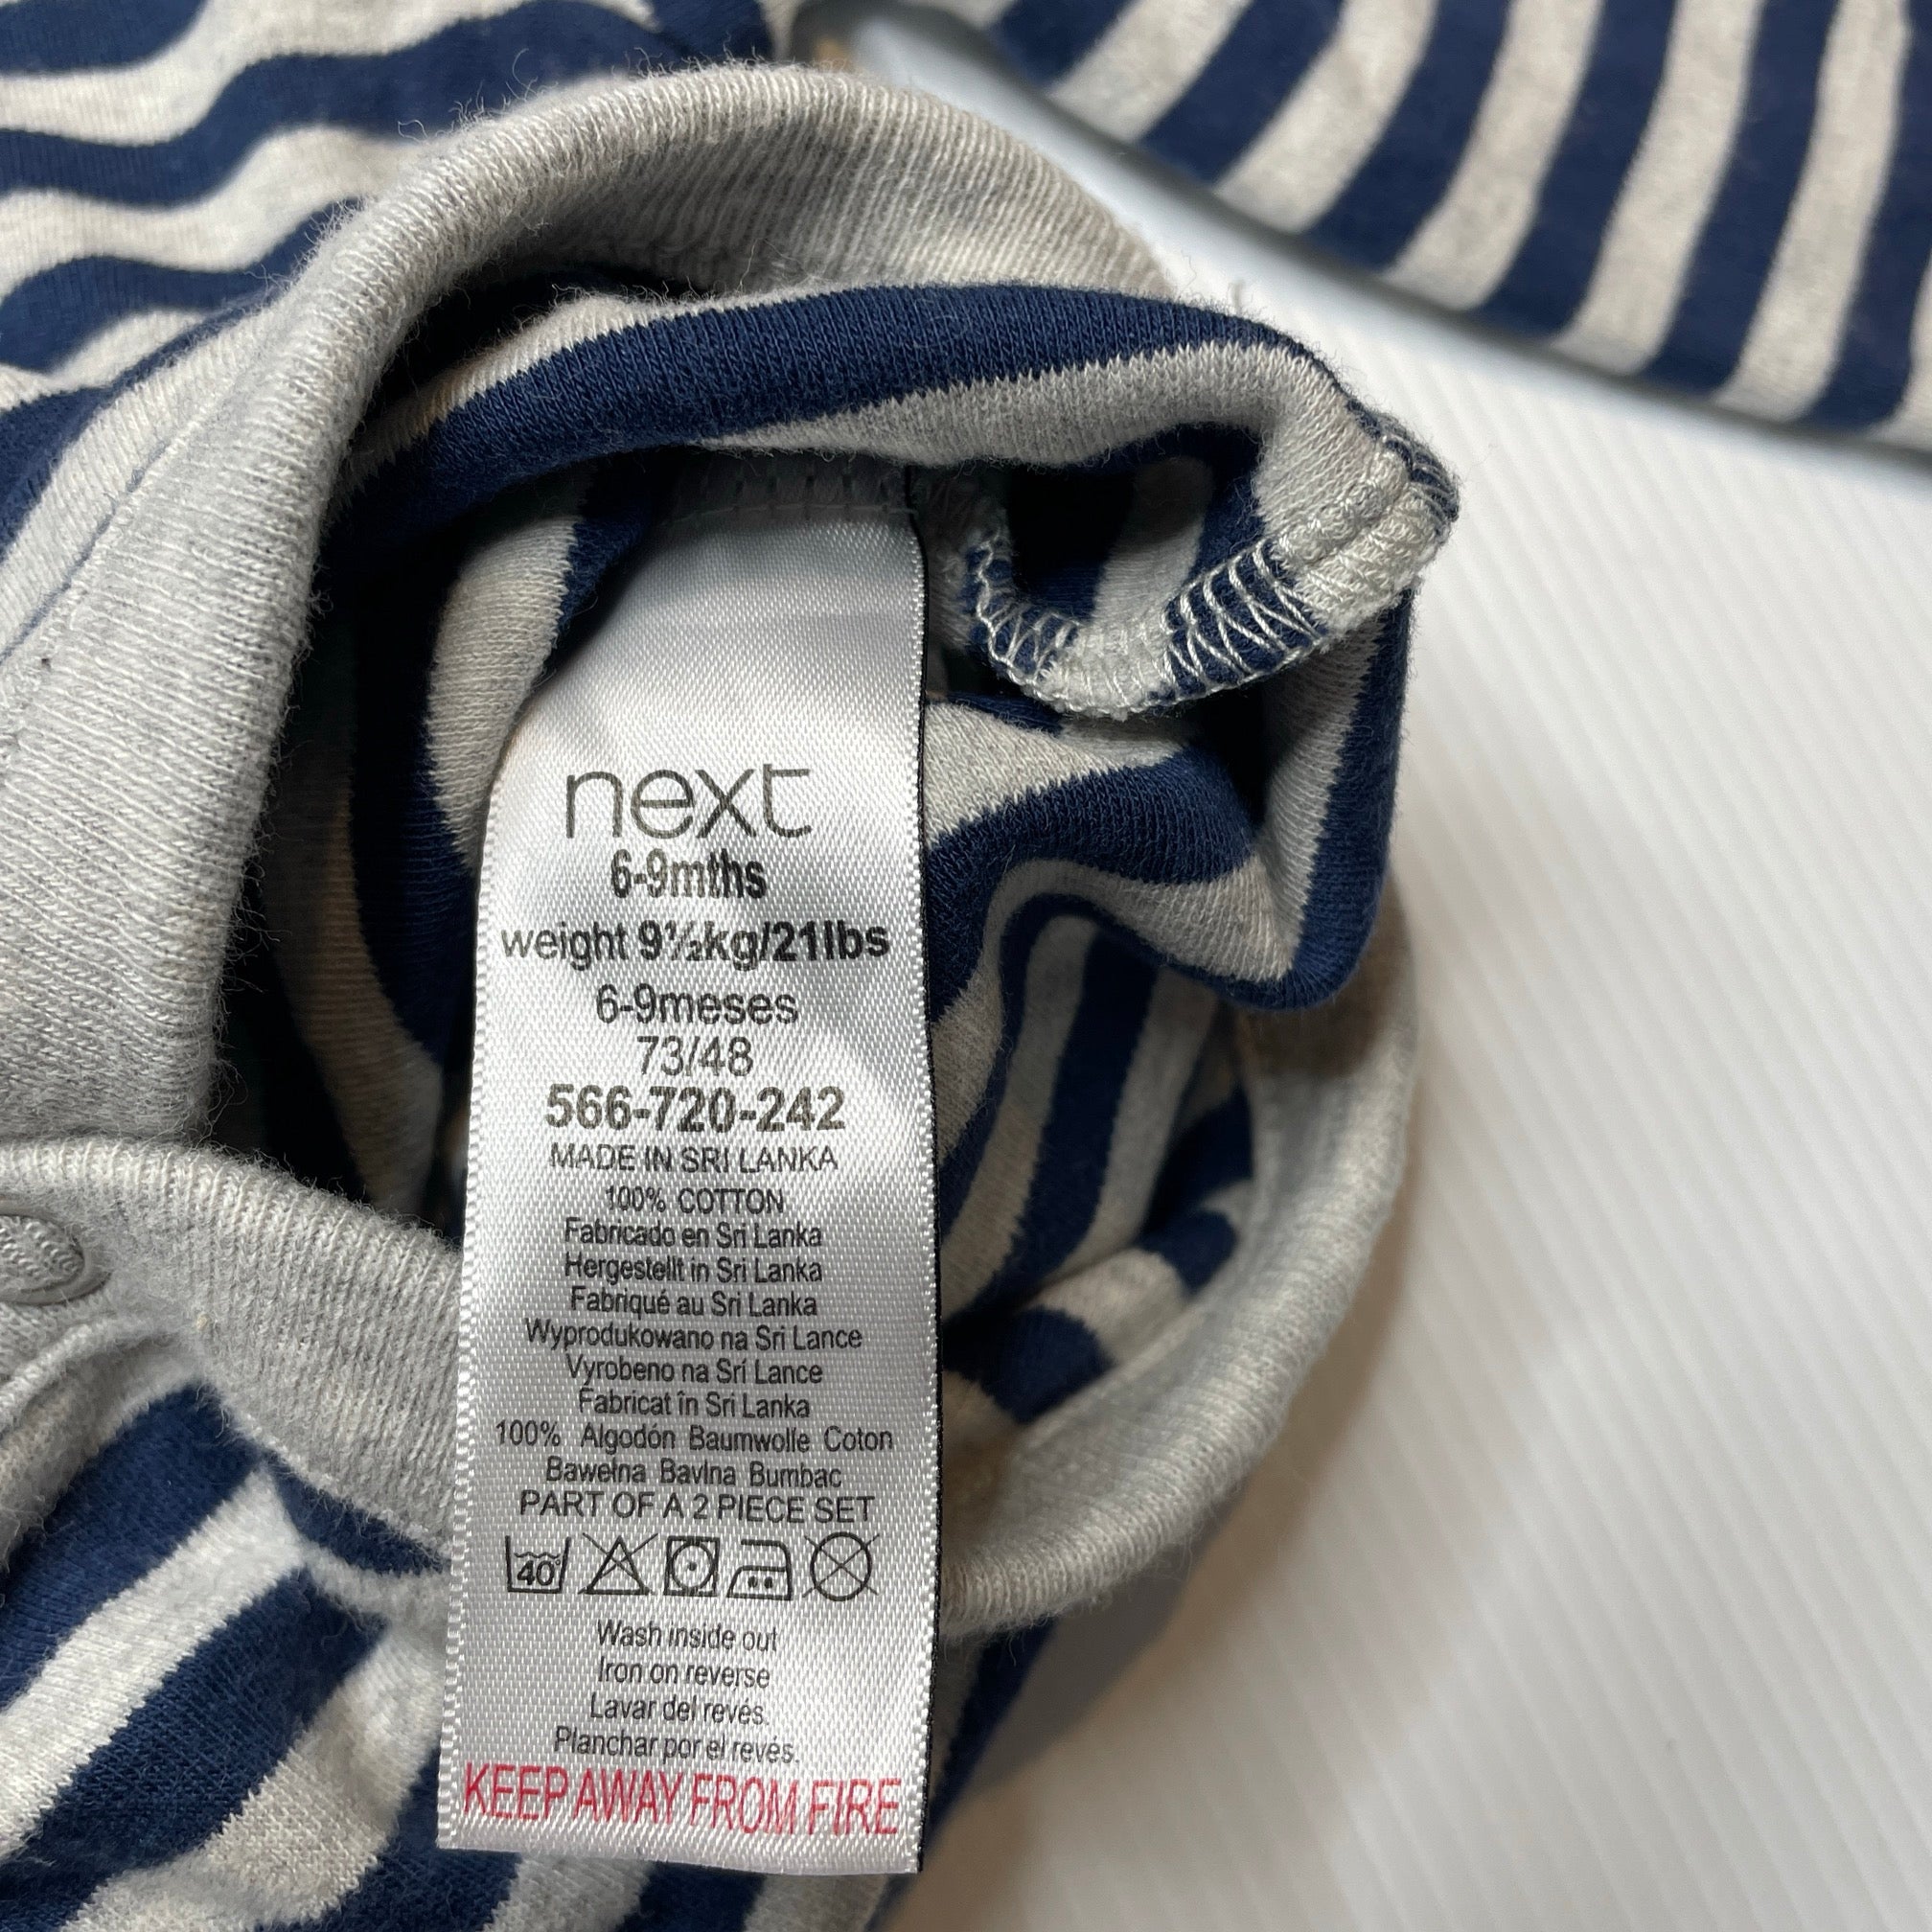 next
6-9mths
weight 9½kg/21lbs
6-9meses
73/48
566-720-242
MADE IN SRI LANKA
100% COTTON
Fabricado en Sri Lanka
Hergestellt in Sri Lanka
Fabriqué au Sri Lanka
Wyprodukowano na Sri Lance
Vyrobeno na Srí Lance
Fabricat în Sri Lanka
100% Algodón Baumwolle Coton
Bawełna Bavlna Bumbac
PART OF A 2 PIECE SET
40°
Wash inside out
Iron on reverse
Lavar del revés.
Planchar por el revés.
KEEP AWAY FROM FIRE